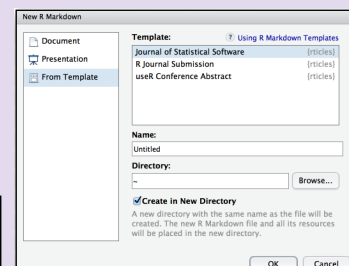 New R Markdown
Document
Presentation
From Template
Template:
? Using R Markdown Templates
Journal of Statistical Software {rticles}
R Journal Submission {rticles}
useR Conference Abstract {rticles}
Name:
Untitled
Directory:
~
Browse...
Create in New Directory
A new directory with the same name as the file will be
created. The new R Markdown file and all its resources
will be placed in the new directory.
OK Cancel